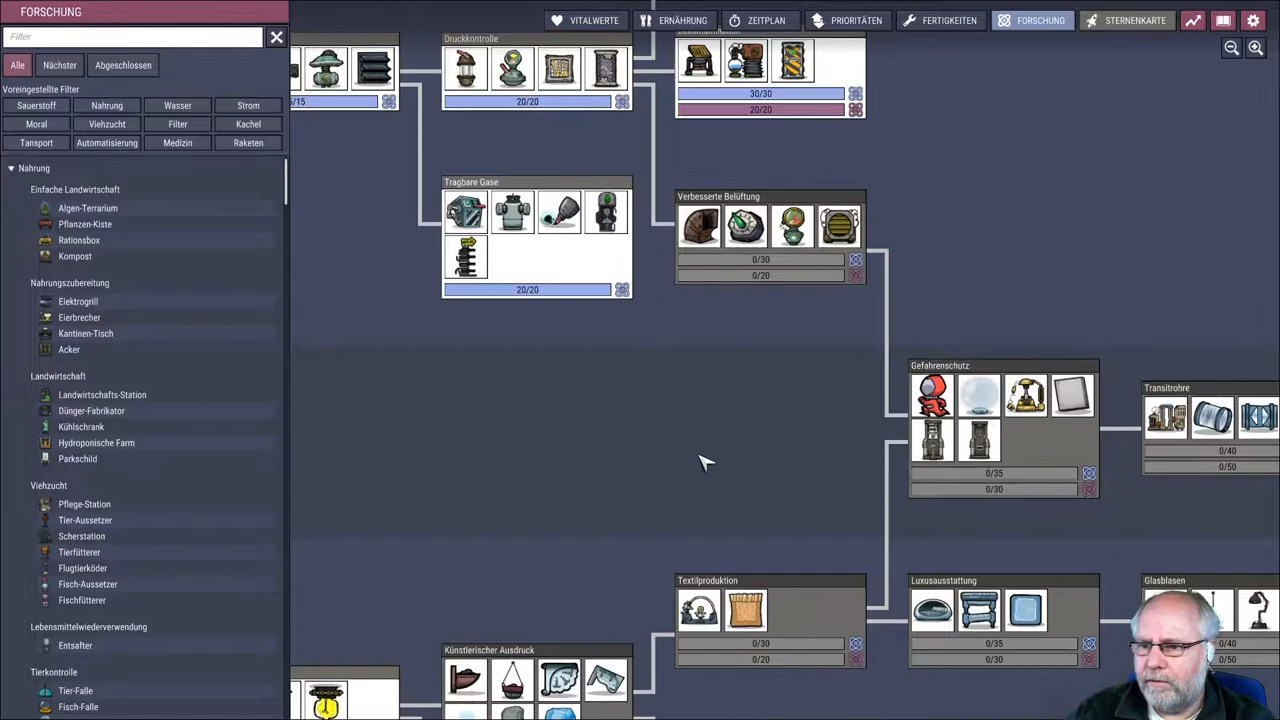 FORSCHUNG
VITALWERTE
ERNÄHRUNG
ZEITPLAN
PRIORITÄTEN
FERTIGKEITEN
FORSCHUNG
STERNENKARTE
Filter
Alle
Nächster
Abgeschlossen
Voreingestellte Filter
Sauerstoff
Nahrung
Wasser
Strom
Moral
Viehzucht
Filter
Kachel
Transport
Automatisierung
Medizin
Raketen
Nahrung
Einfache Landwirtschaft
Algen-Terrarium
Pflanzen-Kiste
Rationsbox
Kompost
Nahrungszubereitung
Elektrogrill
Eierbrecher
Kantinen-Tisch
Acker
Landwirtschaft
Landwirtschafts-Station
Dünger-Fabrikator
Kühlschrank
Hydroponische Farm
Parkschild
Viehzucht
Pflege-Station
Tier-Aussetzer
Scherstation
Tierfütterer
Flugtierköder
Fisch-Aussetzer
Fischfütterer
Lebensmittelwiederverwendung
Entsafter
Tierkontrolle
Tier-Falle
Fisch-Falle
/15
Druckkontrolle
20/20
Dekontamination
30/30
20/20
Tragbare Gase
20/20
Verbesserte Belüftung
0/30
0/20
Gefahrenschutz
0/35
0/30
Transitrohre
0/40
0/50
Textilproduktion
0/30
0/20
Luxusausstattung
0/35
0/30
Glasblasen
0/40
Künstlerischer Ausdruck